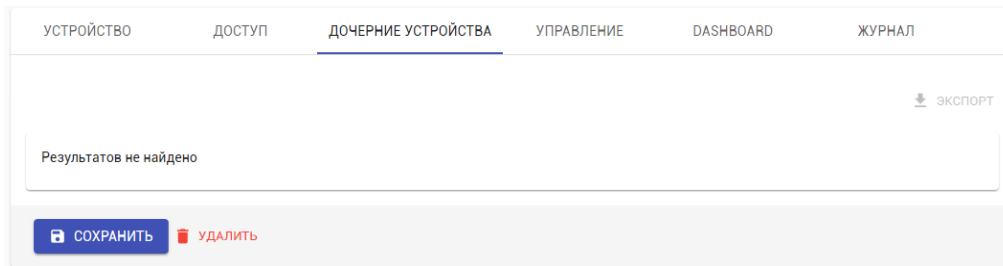 УСТРОЙСТВО ДОСТУП ДОЧЕРНИЕ УСТРОЙСТВА УПРАВЛЕНИЕ DASHBOARD ЖУРНАЛ
ЭКСПОРТ
Результатов не найдено
СОХРАНИТЬ УДАЛИТЬ